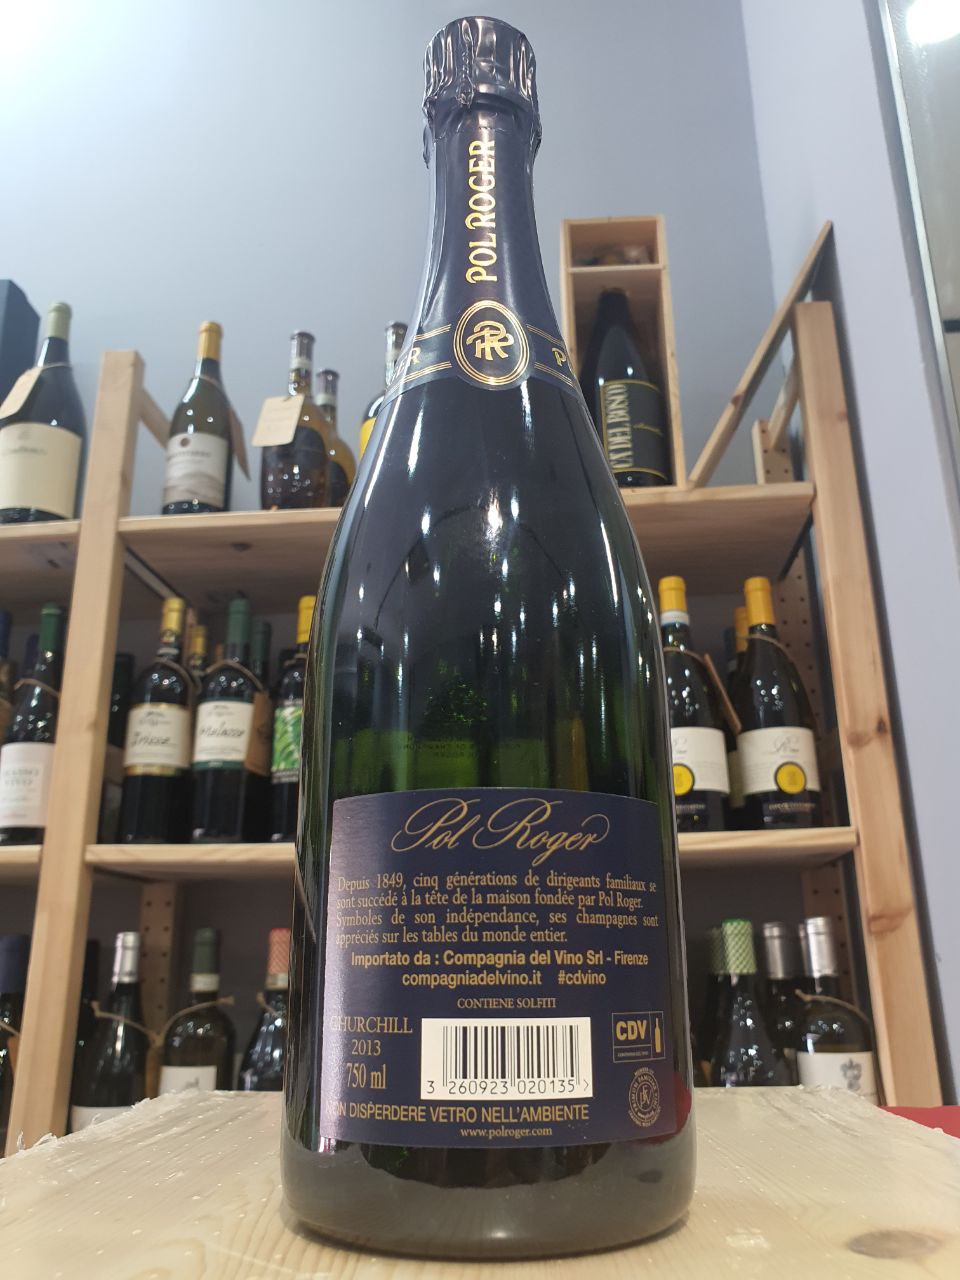 POL ROGER
PR
CA' DEL BOSCO
Pol Roger
Depuis 1849, cinq générations de dirigeants familiaux se
sont succédé à la tête de la maison fondée par Pol Roger.
Symboles de son indépendance, ses champagnes sont
appréciés sur les tables du monde entier.
Importato da : Compagnia del Vino Srl - Firenze
compagniadelvino.it #cdvino
CONTIENE SOLFITI
CHURCHILL
2013
750 ml
CDV
3 260923 020135 >
NON DISPERDERE VETRO NELL'AMBIENTE
www.polroger.com